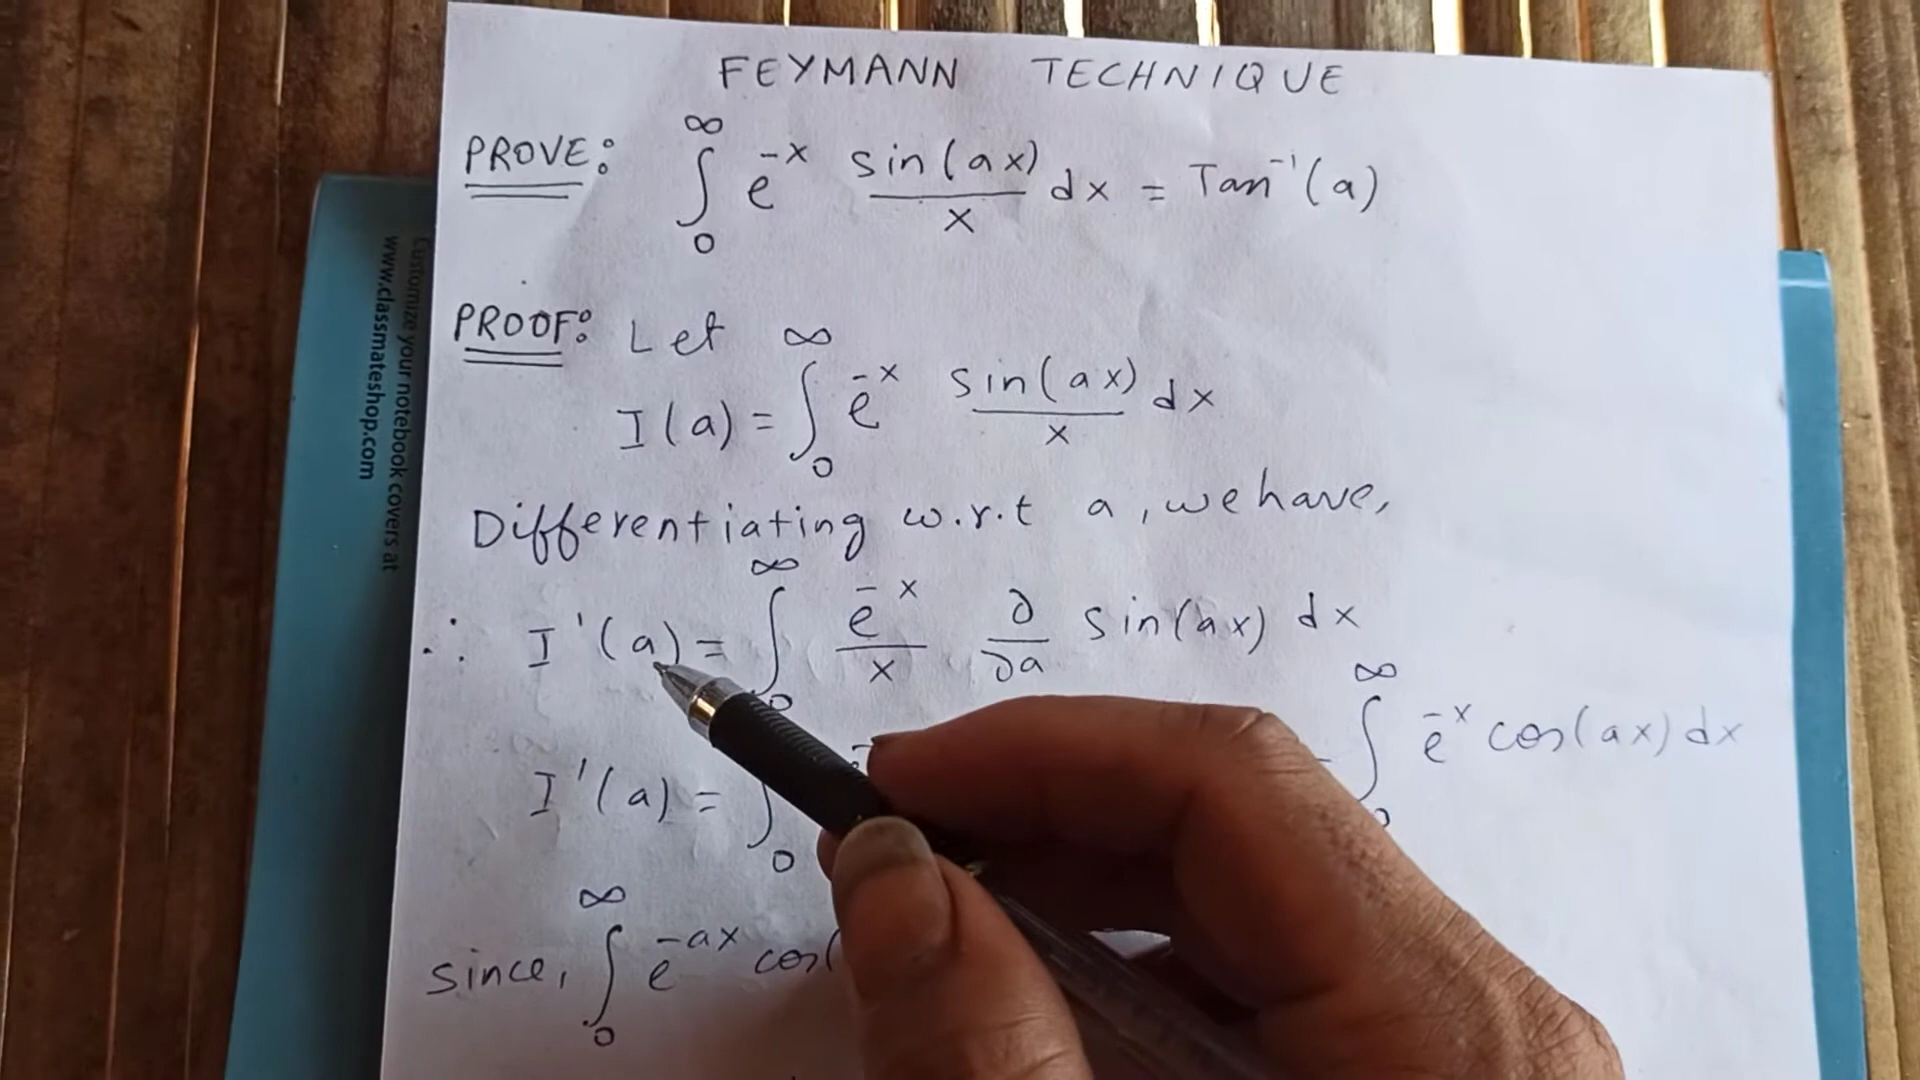 FEYMANN TECHNIQUE
PROVE: ∫₀^∞ e^-x sin(ax)/x dx = Tan^-1(a)
PROOF: Let
I(a) = ∫₀^∞ e^-x sin(ax)/x dx
Differentiating w.r.t a, we have,
∴ I'(a) = ∫₀^∞ e^-x/x ∂/∂a sin(ax) dx
I'(a) = ∫₀ = ∫₀^∞ e^-x cos(ax) dx
since, ∫₀^∞ e^-ax cos(
Customize your notebook covers at
www.classmateshop.com